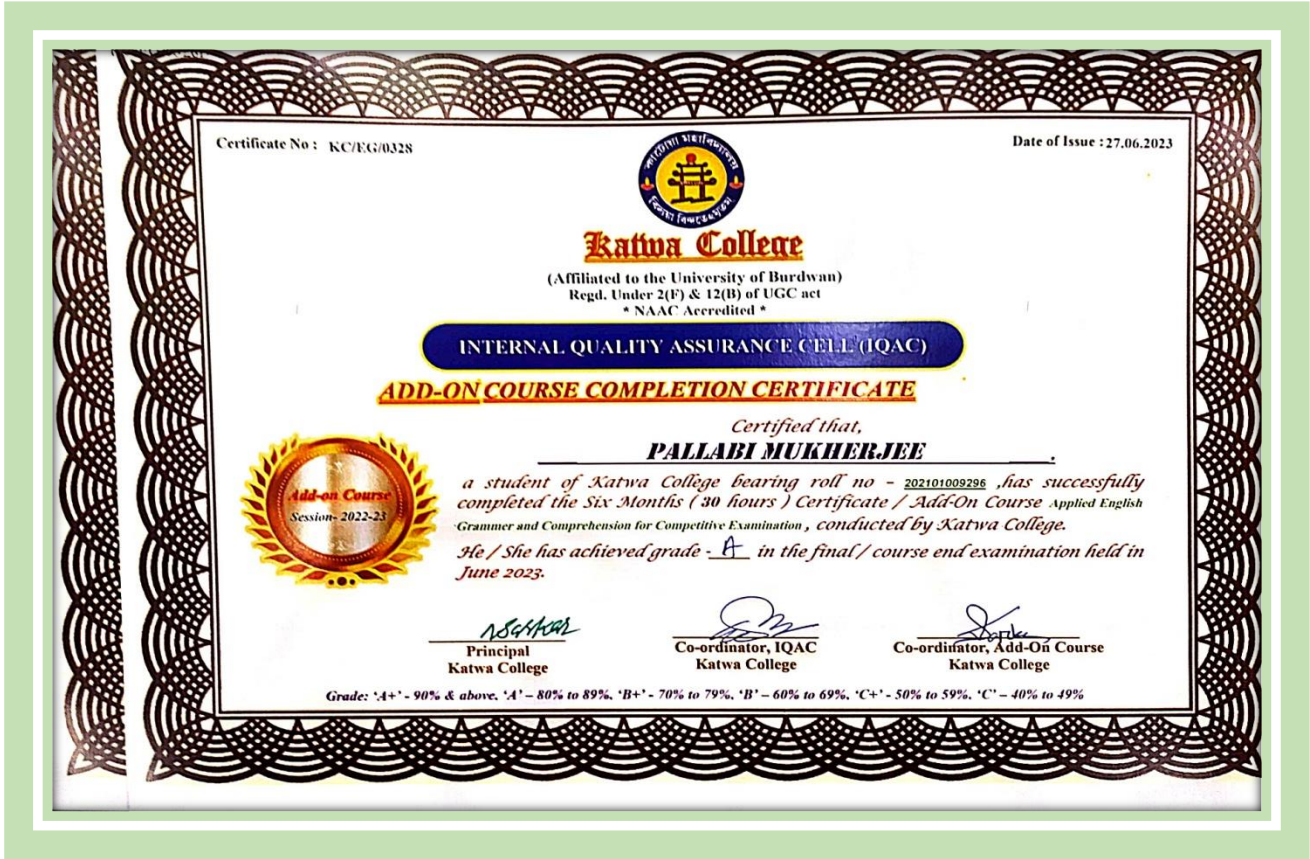 Certificate No : KC/EG/0328
Date of Issue : 27.06.2023
কাটোয়া মহাবিদ্যালয়
Katwa College
(Affiliated to the University of Burdwan)
Regd. Under 2(F) & 12(B) of UGC act
* NAAC Accredited *
INTERNAL QUALITY ASSURANCE CELL (IQAC)
ADD-ON COURSE COMPLETION CERTIFICATE
Certified that,
PALLABI MUKHERJEE .
a student of Katwa College bearing roll no - 202101009296 ,has successfully
completed the Six Months ( 30 hours ) Certificate / Add-On Course Applied English
Grammer and Comprehension for Competitive Examination , conducted by Katwa College.
He / She has achieved grade - A in the final / course end examination held in
June 2023.
Add-on Course
Session- 2022-23
Principal
Katwa College
Co-ordinator, IQAC
Katwa College
Co-ordinator, Add-On Course
Katwa College
Grade: ‘A+’ - 90% & above, ‘A’ – 80% to 89%, ‘B+’ - 70% to 79%, ‘B’ – 60% to 69%, ‘C+’ - 50% to 59%, ‘C’ – 40% to 49%